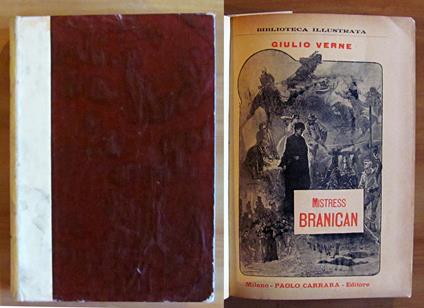 BIBLIOTECA ILLUSTRATA
GIULIO VERNE
MISTRESS
BRANICAN
Milano - PAOLO CARRARA - Editore